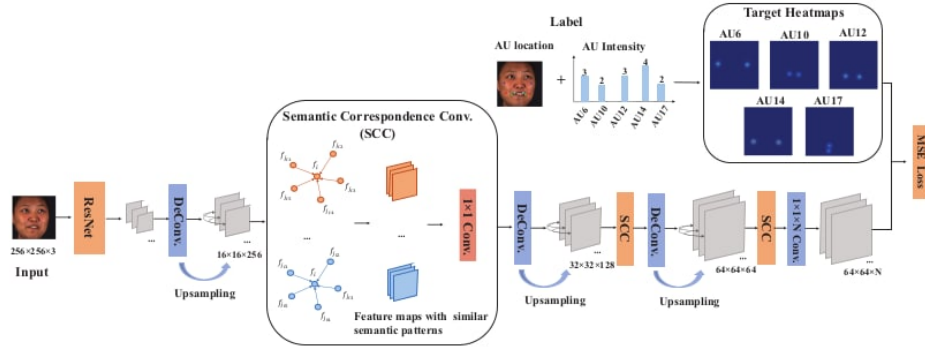 Label
AU location
+
AU Intensity
3
2
3
4
2
AU6
AU10
AU12
AU14
AU17
Target Heatmaps
AU6
AU10
AU12
AU14
AU17
MSE Loss
256×256×3
Input
ResNet
...
DeConv.
...
16×16×256
Upsampling
Semantic Correspondence Conv.
(SCC)
...
...
Feature maps with similar
semantic patterns
1×1 Conv.
DeConv.
...
32×32×128
Upsampling
SCC
DeConv.
...
64×64×64
Upsampling
SCC
1×1×N Conv.
...
64×64×N